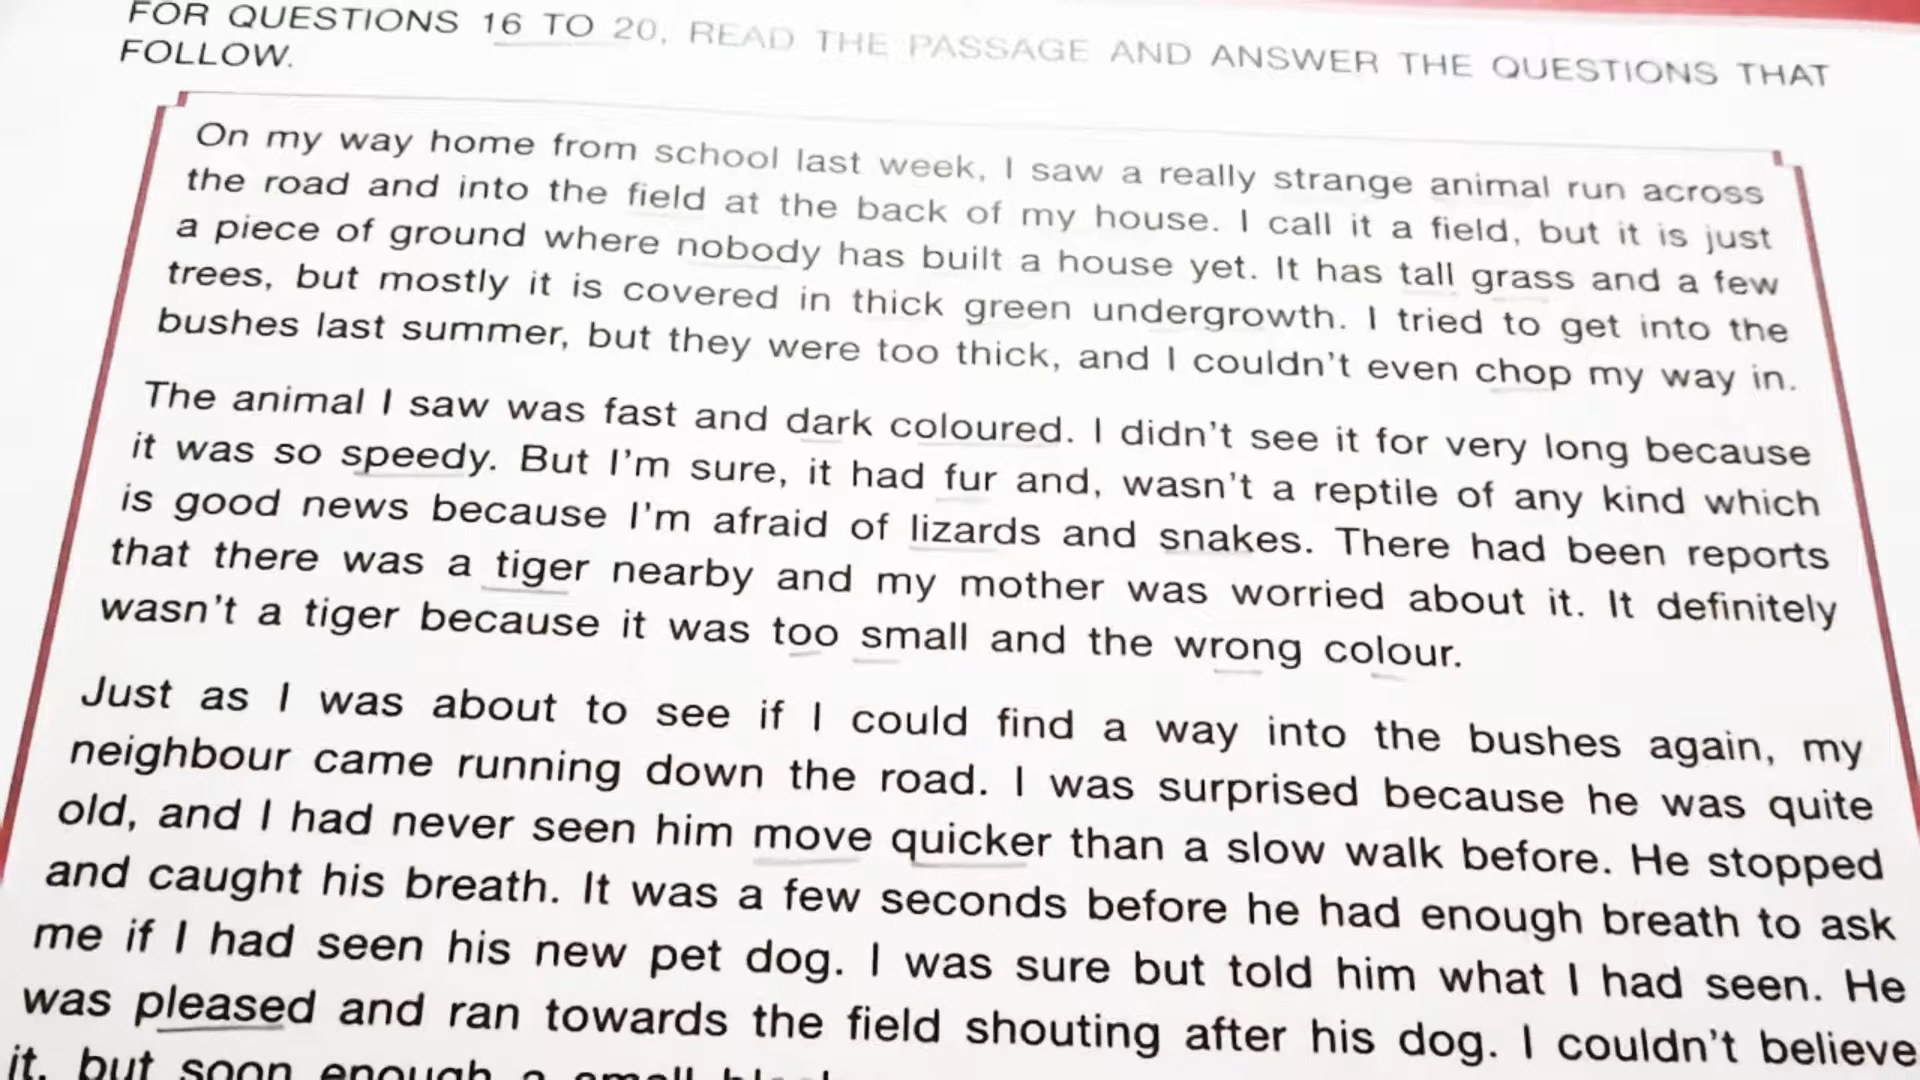 FOR QUESTIONS 16 TO 20, READ THE PASSAGE AND ANSWER THE QUESTIONS THAT
FOLLOW.
On my way home from school last week, I saw a really strange animal run across
the road and into the field at the back of my house. I call it a field, but it is just
a piece of ground where nobody has built a house yet. It has tall grass and a few
trees, but mostly it is covered in thick green undergrowth. I tried to get into the
bushes last summer, but they were too thick, and I couldn't even chop my way in.
The animal I saw was fast and dark coloured. I didn't see it for very long because
it was so speedy. But I'm sure, it had fur and, wasn't a reptile of any kind which
is good news because I'm afraid of lizards and snakes. There had been reports
that there was a tiger nearby and my mother was worried about it. It definitely
wasn't a tiger because it was too small and the wrong colour.
Just as I was about to see if I could find a way into the bushes again, my
neighbour came running down the road. I was surprised because he was quite
old, and I had never seen him move quicker than a slow walk before. He stopped
and caught his breath. It was a few seconds before he had enough breath to ask
me if I had seen his new pet dog. I was sure but told him what I had seen. He
was pleased and ran towards the field shouting after his dog. I couldn't believe
it, but soon enough a small